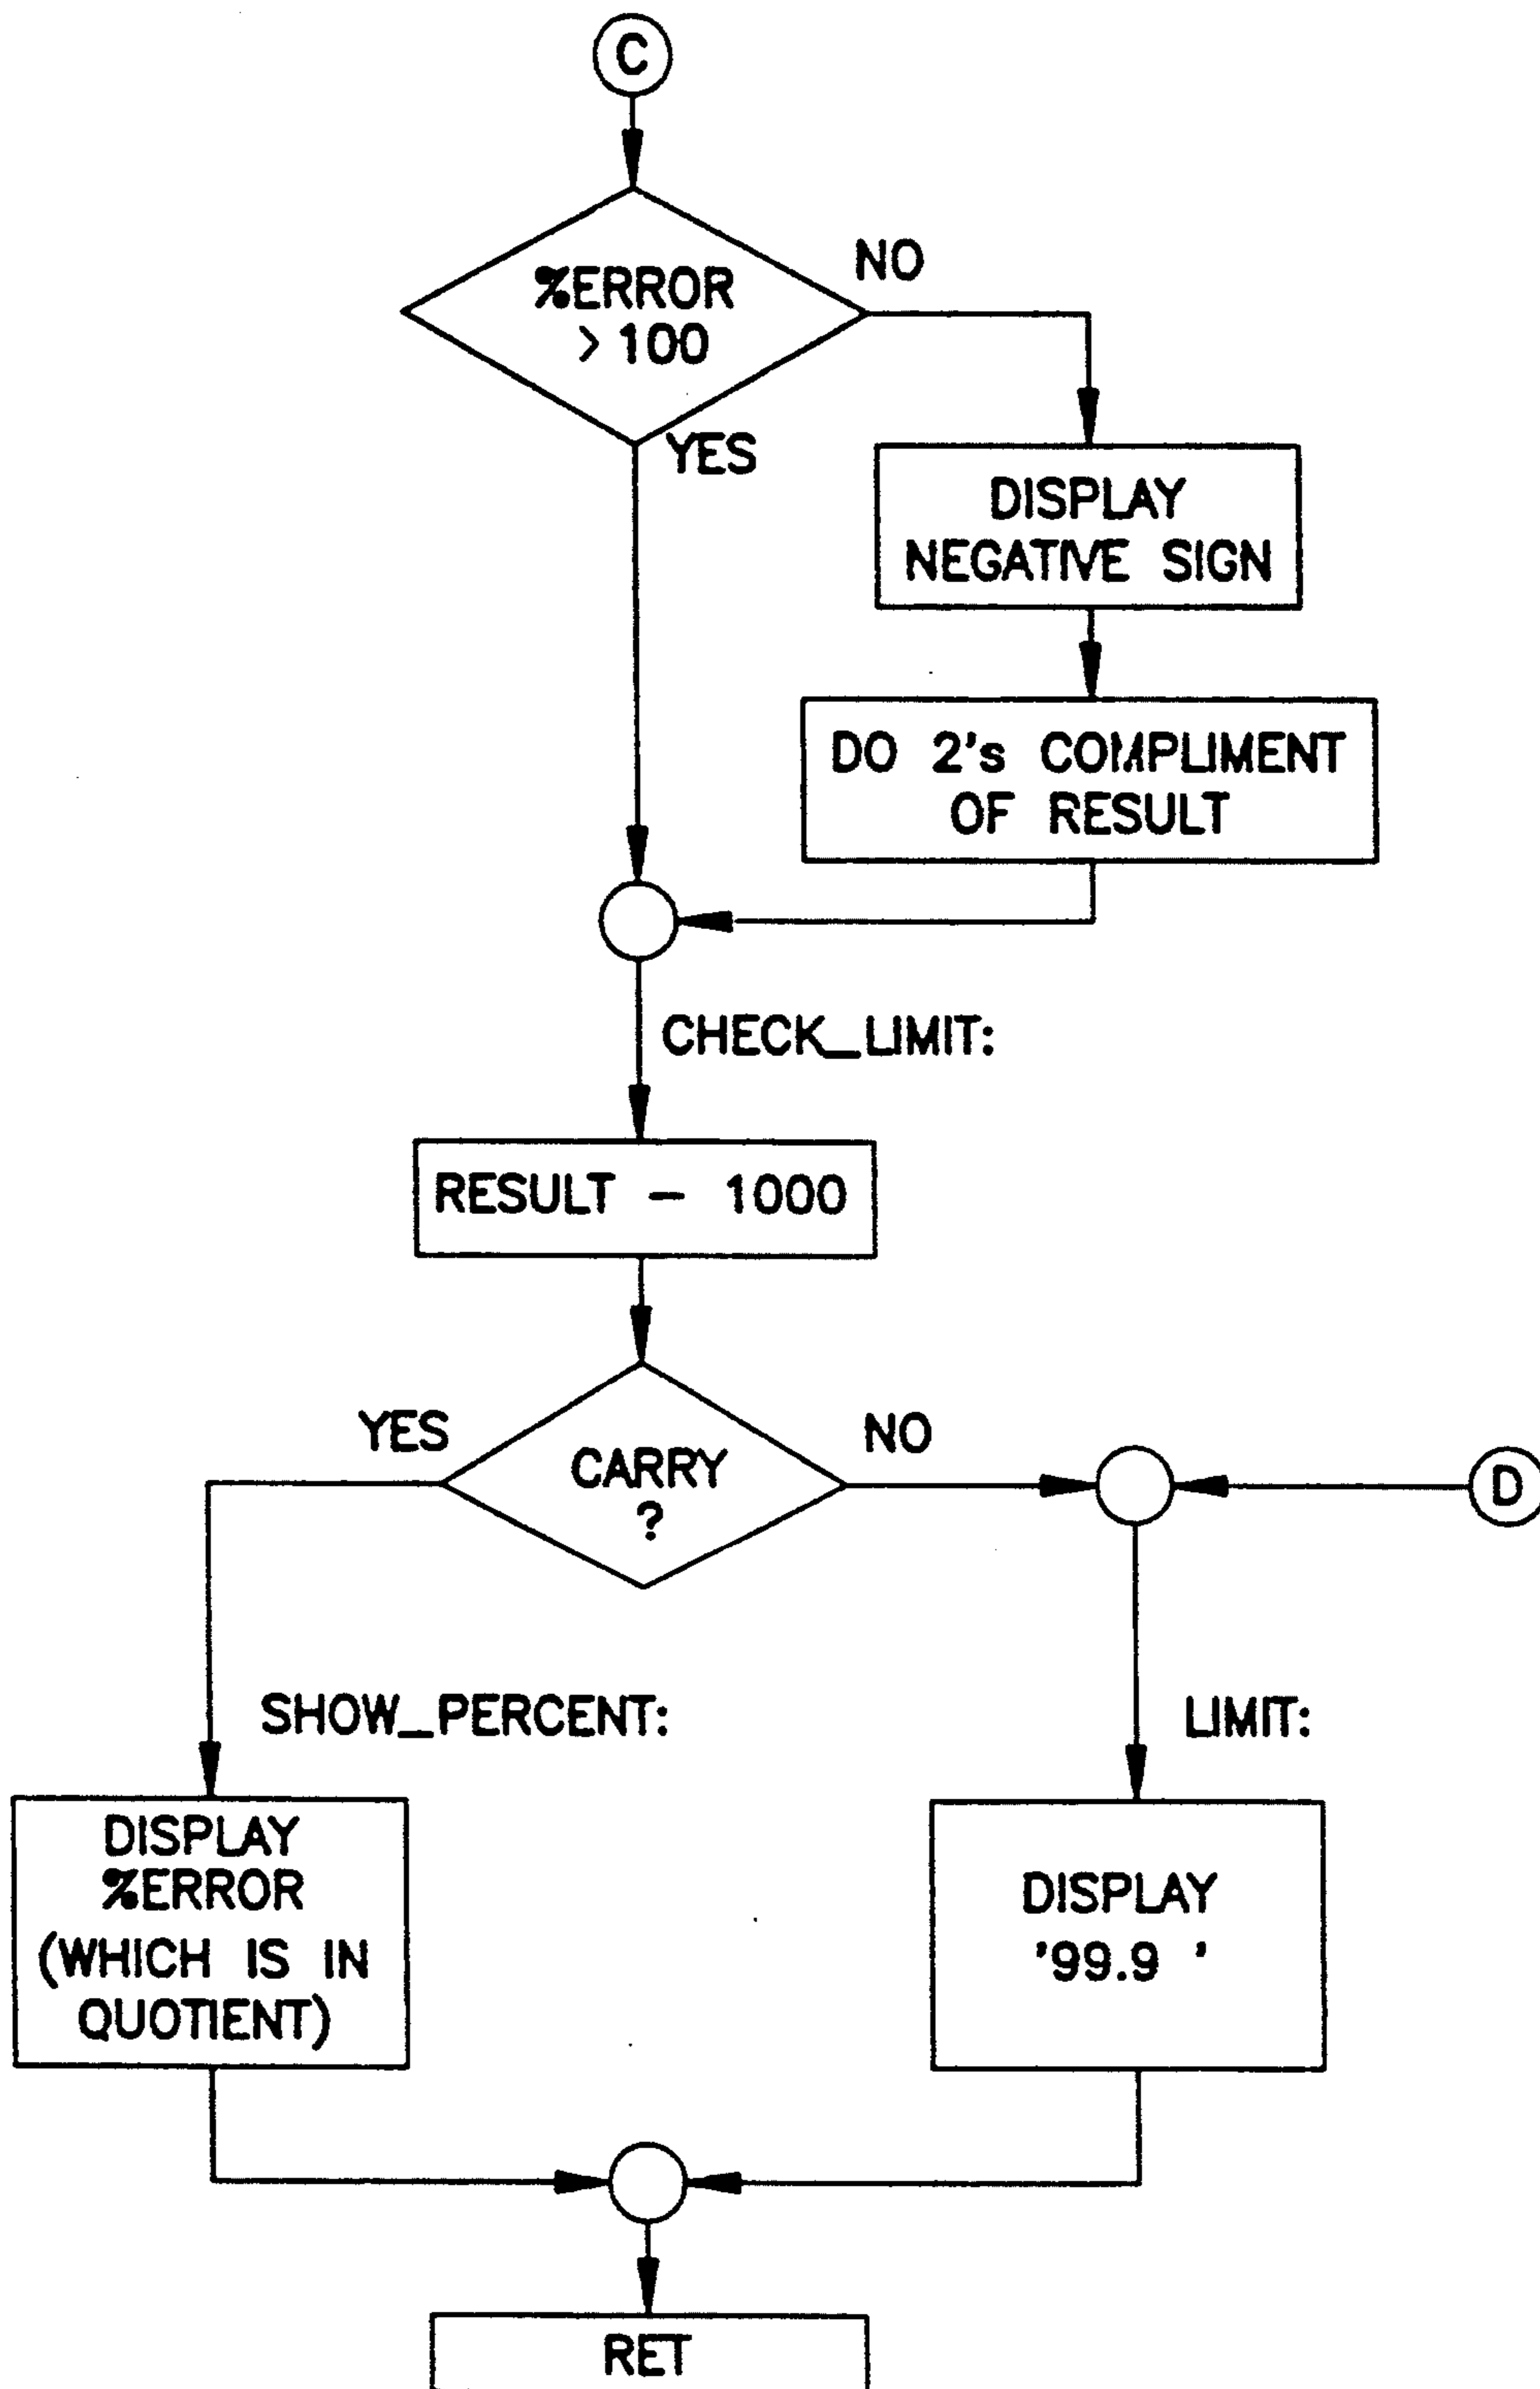 C
%ERROR
> 100
NO
YES
DISPLAY
NEGATIVE SIGN
DO 2's COMPLIMENT
OF RESULT
CHECK_LIMIT:
RESULT - 1000
YES
CARRY
?
NO
D
SHOW_PERCENT:
LIMIT:
DISPLAY
%ERROR
(WHICH IS IN
QUOTIENT)
DISPLAY
'99.9 '
RET